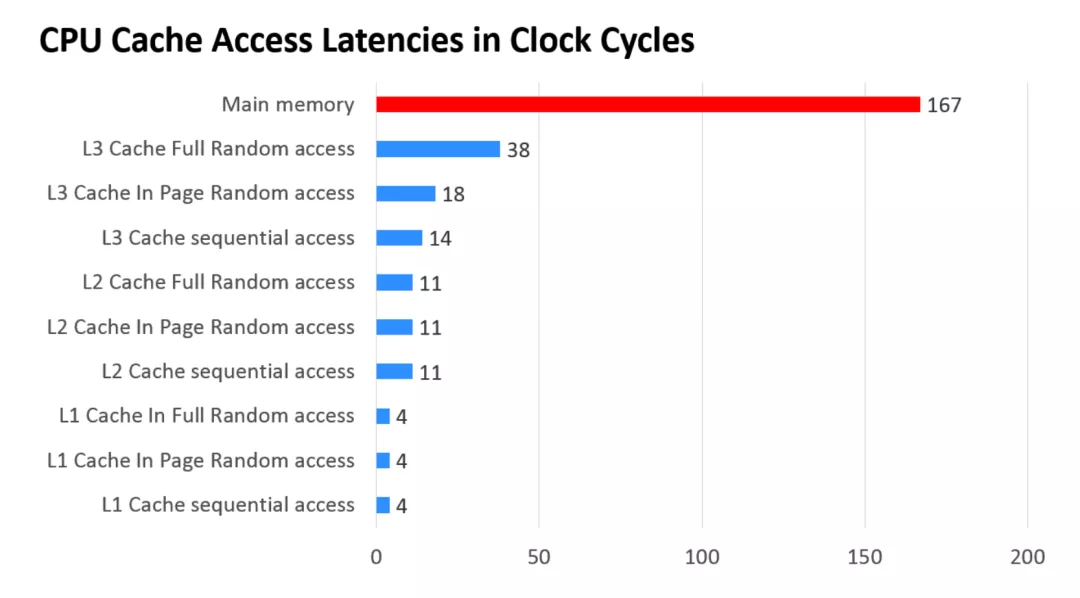 CPU Cache Access Latencies in Clock Cycles
Main memory 167
L3 Cache Full Random access 38
L3 Cache In Page Random access 18
L3 Cache sequential access 14
L2 Cache Full Random access 11
L2 Cache In Page Random access 11
L2 Cache sequential access 11
L1 Cache In Full Random access 4
L1 Cache In Page Random access 4
L1 Cache sequential access 4
0 50 100 150 200